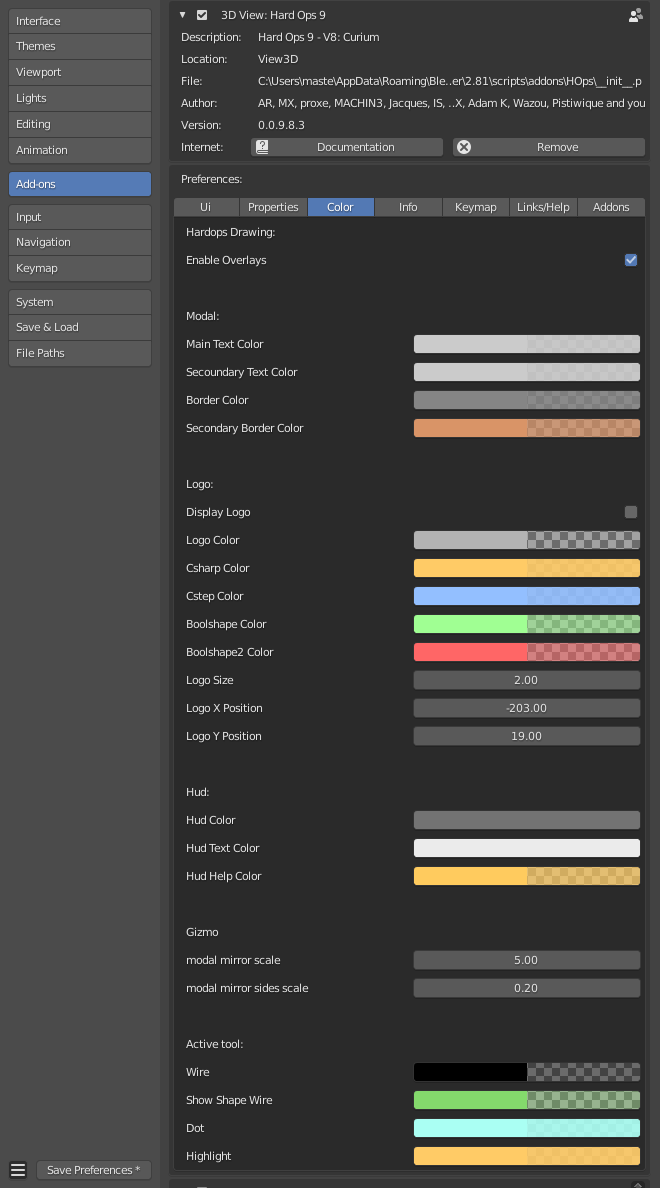 Interface
Themes
Viewport
Lights
Editing
Animation
Add-ons
Input
Navigation
Keymap
System
Save & Load
File Paths
Save Preferences *
3D View: Hard Ops 9
Description: Hard Ops 9 - V8: Curium
Location: View3D
File: C:\Users\maste\AppData\Roaming\Ble..er\2.81\scripts\addons\HOps\__init__.p
Author: AR, MX, proxe, MACHIN3, Jacques, IS, ..X, Adam K, Wazou, Pistiwique and you
Version: 0.0.9.8.3
Internet: Documentation Remove
Preferences:
Ui Properties Color Info Keymap Links/Help Addons
Hardops Drawing:
Enable Overlays
Modal:
Main Text Color
Secoundary Text Color
Border Color
Secondary Border Color
Logo:
Display Logo
Logo Color
Csharp Color
Cstep Color
Boolshape Color
Boolshape2 Color
Logo Size 2.00
Logo X Position -203.00
Logo Y Position 19.00
Hud:
Hud Color
Hud Text Color
Hud Help Color
Gizmo
modal mirror scale 5.00
modal mirror sides scale 0.20
Active tool:
Wire
Show Shape Wire
Dot
Highlight